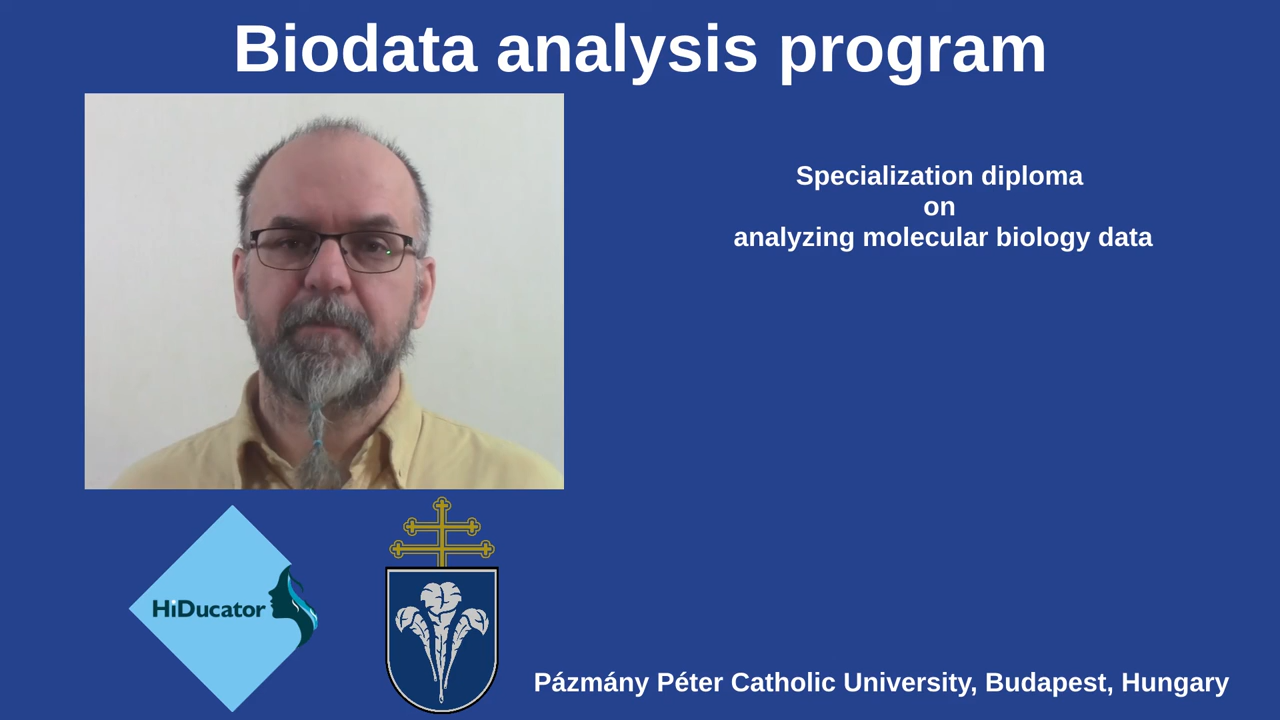 Biodata analysis program
Specialization diploma
on
analyzing molecular biology data
HiDucator
Pázmány Péter Catholic University, Budapest, Hungary